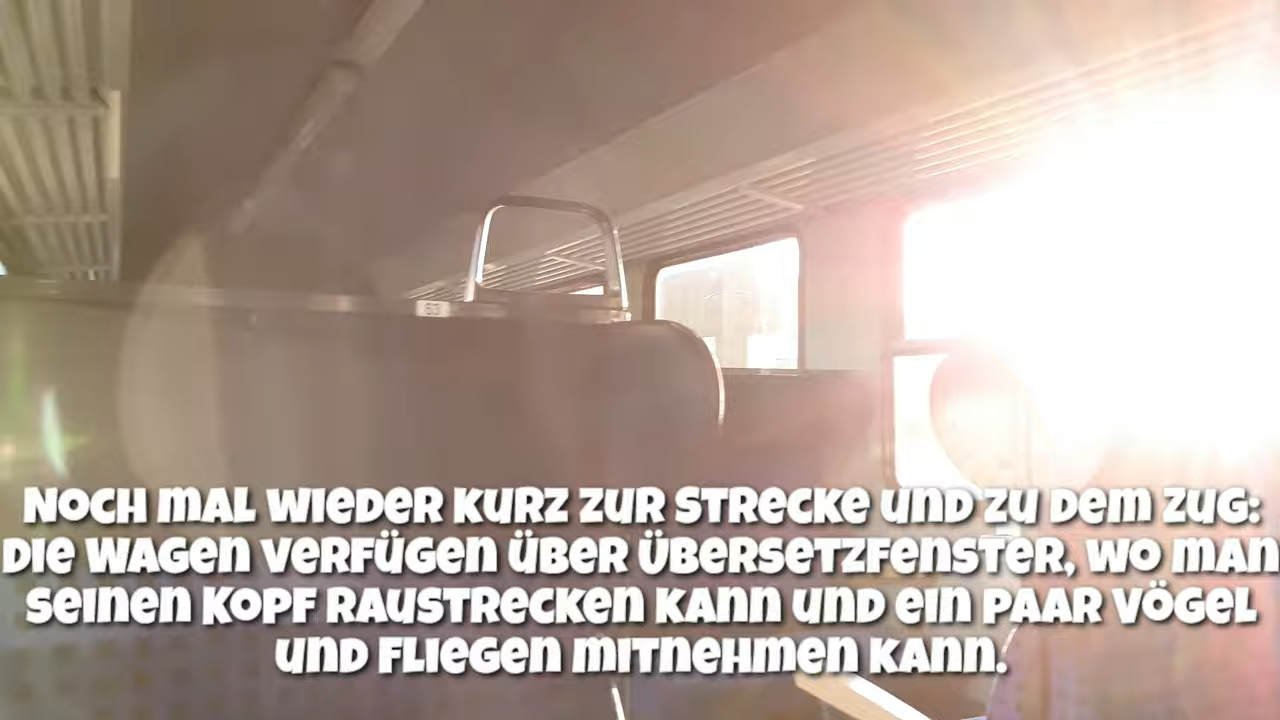 63
Noch mal wieder kurz zur Strecke und zu dem Zug:
Die Wagen verfügen über Übersetzfenster, wo man
seinen Kopf raustrecken kann und ein paar Vögel
und Fliegen mitnehmen kann.